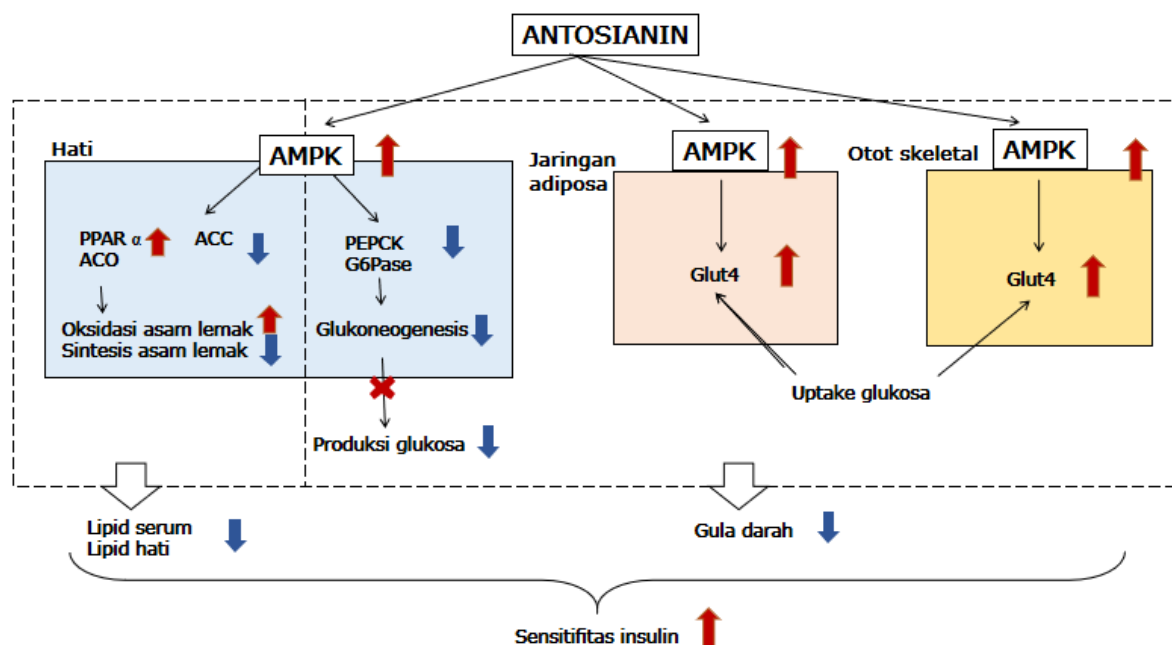 ANTOSIANIN
Hati
AMPK
Jaringan
adiposa
AMPK
Otot skeletal
AMPK
PPAR α
ACO
ACC
PEPCK
G6Pase
Glut4
Glut4
Oksidasi asam lemak
Sintesis asam lemak
Glukoneogenesis
Uptake glukosa
Produksi glukosa
Lipid serum
Lipid hati
Gula darah
Sensitifitas insulin